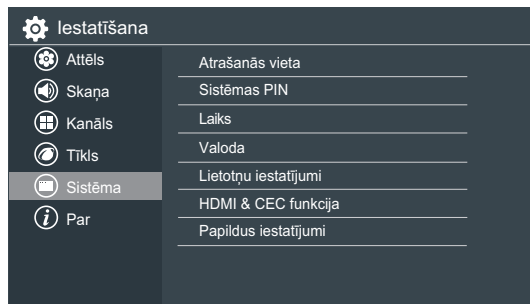 Iestatīšana
Attēls
Skaņa
Kanāls
Tīkls
Sistēma
Par
Atrašanās vieta
Sistēmas PIN
Laiks
Valoda
Lietotņu iestatījumi
HDMI & CEC funkcija
Papildus iestatījumi